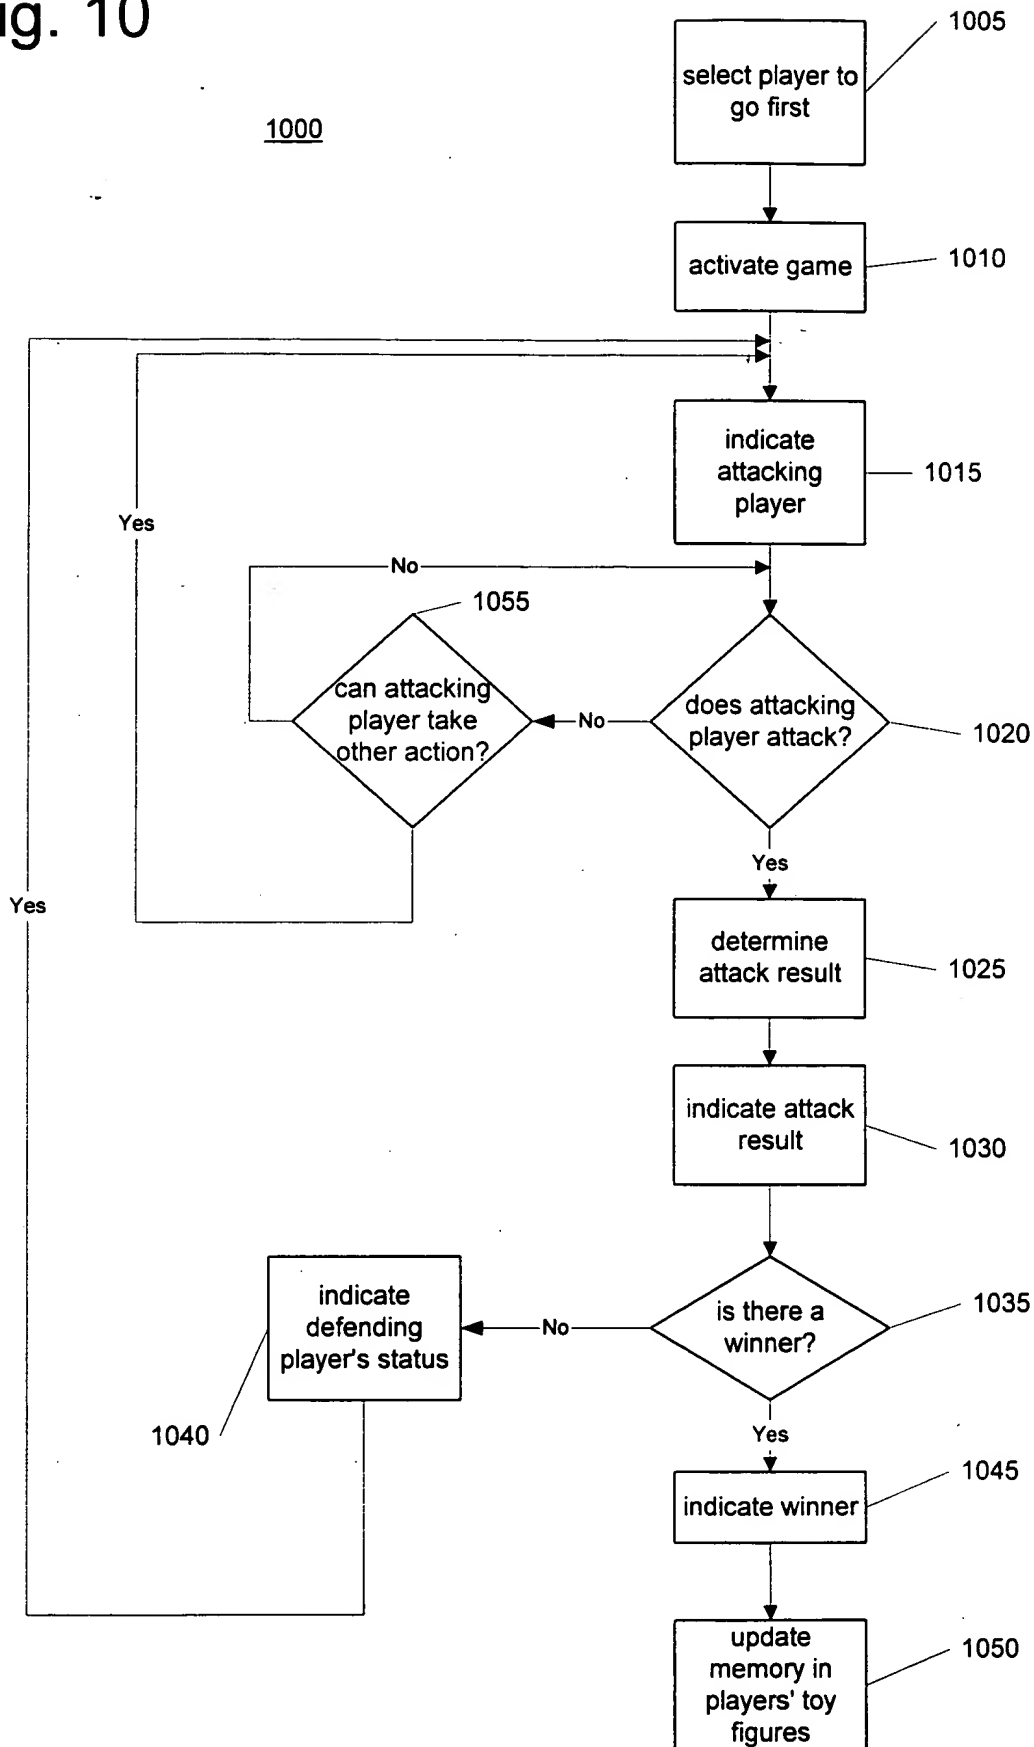 ig. 10
1000
select player to
go first
1005
activate game
1010
indicate
attacking
player
1015
Yes
No
1055
can attacking
player take
other action?
No
does attacking
player attack?
1020
Yes
Yes
determine
attack result
1025
indicate attack
result
1030
indicate
defending
player's status
1040
No
is there a
winner?
1035
Yes
indicate winner
1045
update
memory in
players' toy
figures
1050